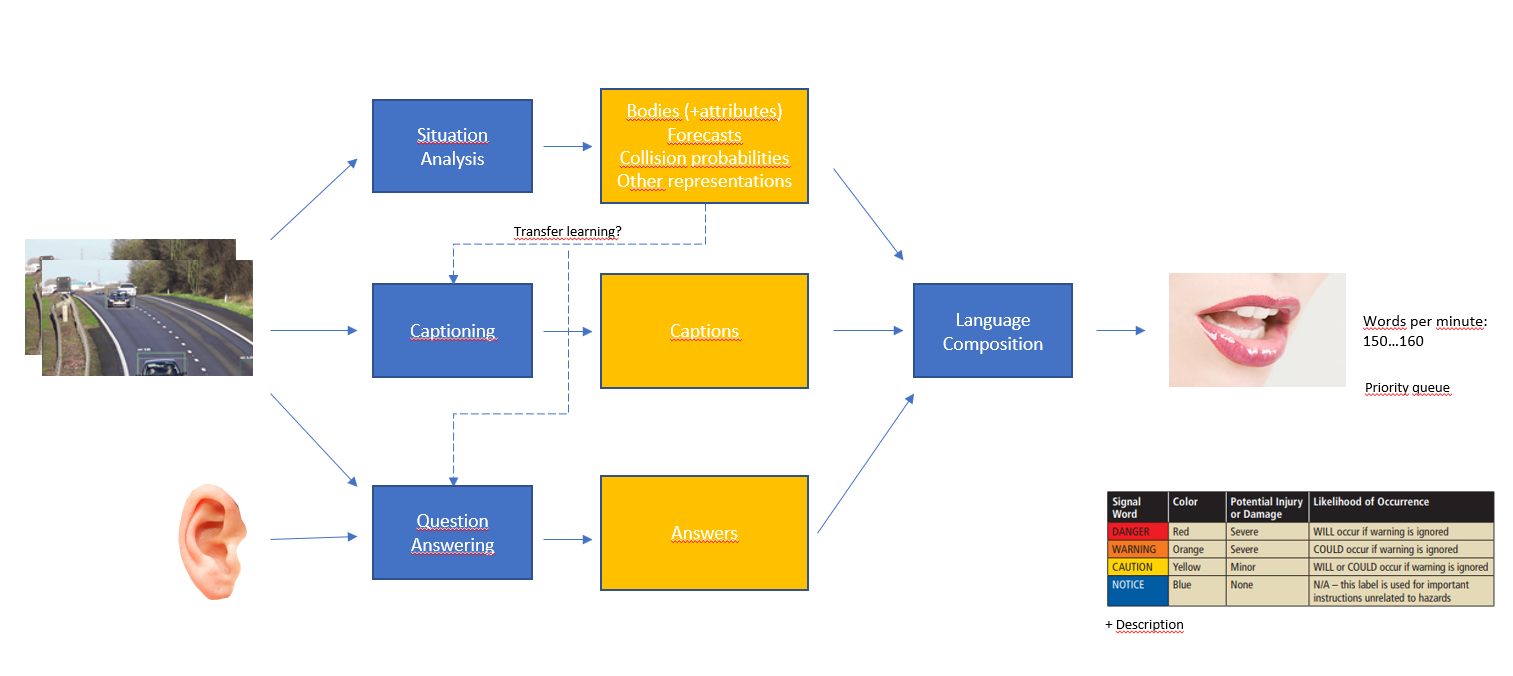 Situation
Analysis
Bodies (+attributes)
Forecasts
Collision probabilities
Other representations
Transfer learning?
Captioning
Captions
Language
Composition
Words per minute:
150…160
Priority queue
Question
Answering
Answers
Signal Word | Color | Potential Injury or Damage | Likelihood of Occurrence
DANGER | Red | Severe | WILL occur if warning is ignored
WARNING | Orange | Severe | COULD occur if warning is ignored
CAUTION | Yellow | Minor | WILL or COULD occur if warning is ignored
NOTICE | Blue | None | N/A – this label is used for important instructions unrelated to hazards
+ Description